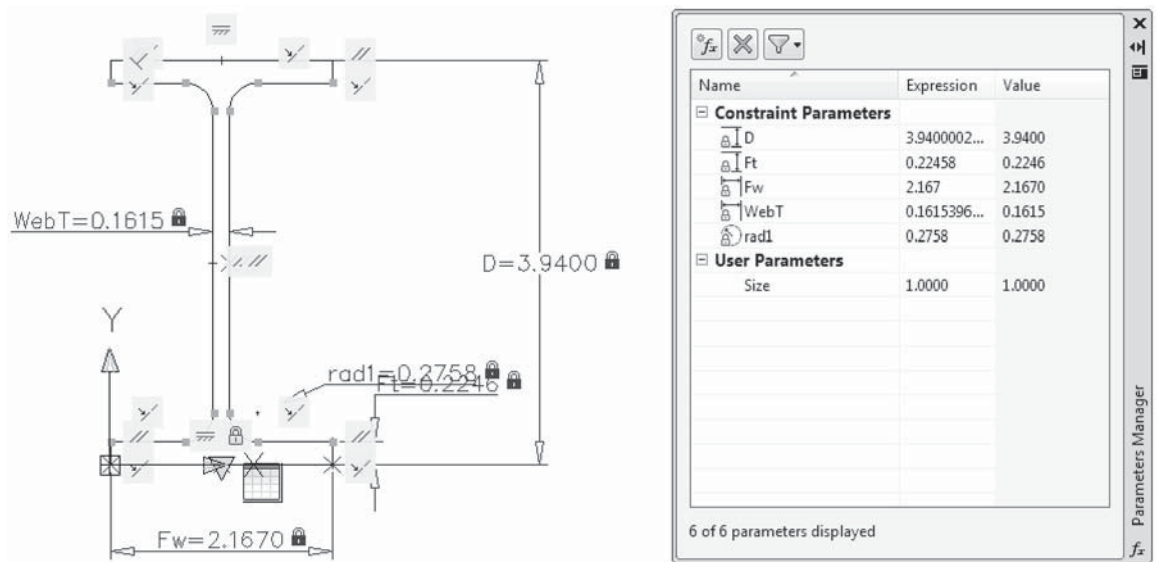 WebT=0.1615
D=3.9400
Y
rad1=0.2758
Ft=0.2246
Fw=2.1670
fx
Name Expression Value
Constraint Parameters
D 3.9400002... 3.9400
Ft 0.22458 0.2246
Fw 2.167 2.1670
WebT 0.1615396... 0.1615
rad1 0.2758 0.2758
User Parameters
Size 1.0000 1.0000
6 of 6 parameters displayed
Parameters Manager
fx